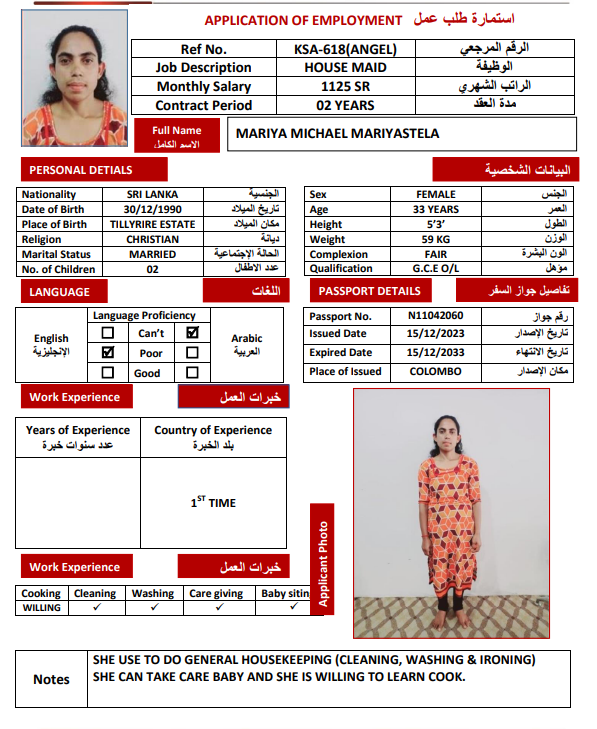 APPLICATION OF EMPLOYMENT استمارة طلب عمل
Ref No. KSA-618(ANGEL) الرقم المرجعي
Job Description HOUSE MAID الوظيفة
Monthly Salary 1125 SR الراتب الشهري
Contract Period 02 YEARS مدة العقد
Full Name MARIYA MICHAEL MARIYASTELA
الاسم الكامل
PERSONAL DETIALS البيانات الشخصية
Nationality SRI LANKA الجنسية
Date of Birth 30/12/1990 تاريخ الميلاد
Place of Birth TILLYRIRE ESTATE مكان الميلاد
Religion CHRISTIAN ديانة
Marital Status MARRIED الحالة الإجتماعية
No. of Children 02 عدد الاطفال
Sex FEMALE الجنس
Age 33 YEARS العمر
Height 5’3’ الطول
Weight 59 KG الوزن
Complexion FAIR الون البشرة
Qualification G.C.E O/L مؤهل
LANGUAGE اللغات
Language Proficiency
English Can’t Arabic
الإنجليزية Poor العربية
Good
PASSPORT DETAILS تفاصيل جواز السفر
Passport No. N11042060 رقم جواز
Issued Date 15/12/2023 تاريخ الإصدار
Expired Date 15/12/2033 تاريخ الانتهاء
Place of Issued COLOMBO مكان الإصدار
Work Experience خبرات العمل
Years of Experience Country of Experience
عدد سنوات خبرة بلد الخبرة
1ST TIME
Work Experience خبرات العمل
Cooking Cleaning Washing Care giving Baby sitin
WILLING ✓ ✓ ✓ ✓
Applicant Photo
Notes SHE USE TO DO GENERAL HOUSEKEEPING (CLEANING, WASHING & IRONING)
SHE CAN TAKE CARE BABY AND SHE IS WILLING TO LEARN COOK.